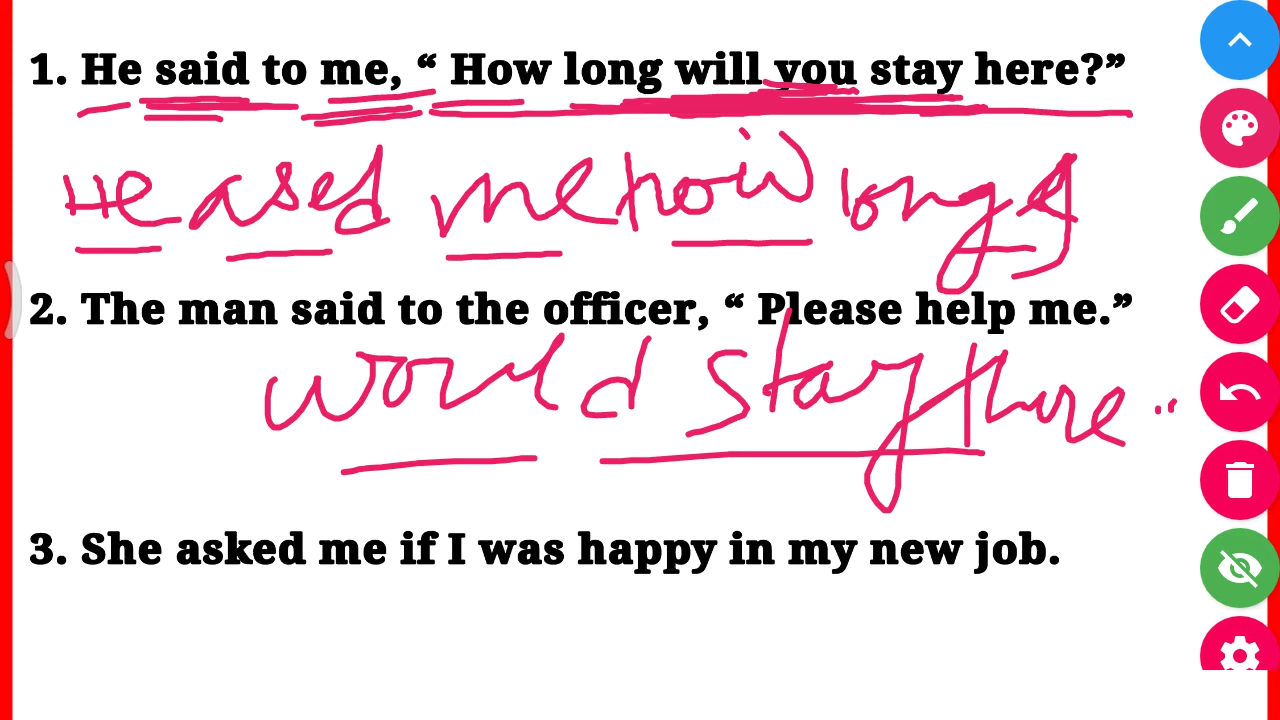 1. He said to me, “ How long will you stay here?”
He ased me how long I
2. The man said to the officer, “ Please help me.”
would stay there
3. She asked me if I was happy in my new job.